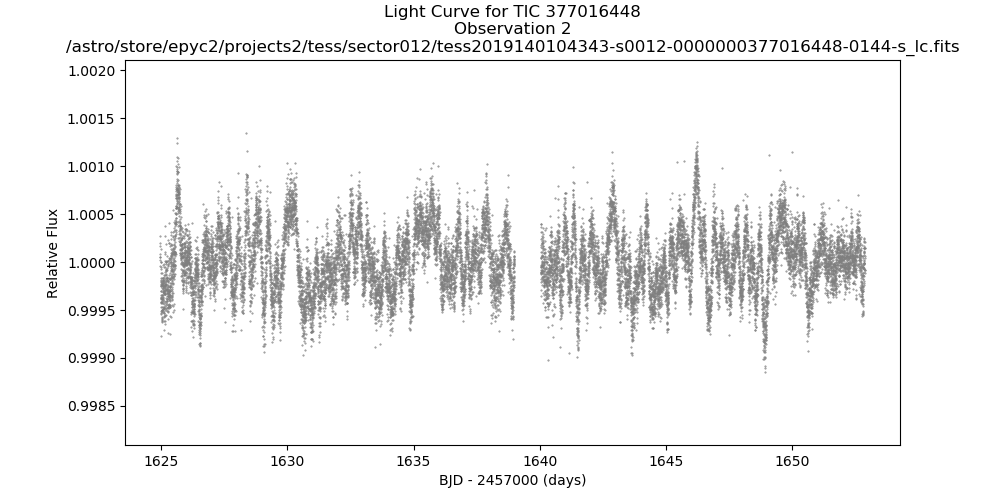 Light Curve for TIC 377016448
Observation 2
/astro/store/epyc2/projects2/tess/sector012/tess2019140104343-s0012-0000000377016448-0144-s_lc.fits
1.0020
1.0015
1.0010
1.0005
1.0000
0.9995
0.9990
0.9985
Relative Flux
1625 1630 1635 1640 1645 1650
BJD - 2457000 (days)